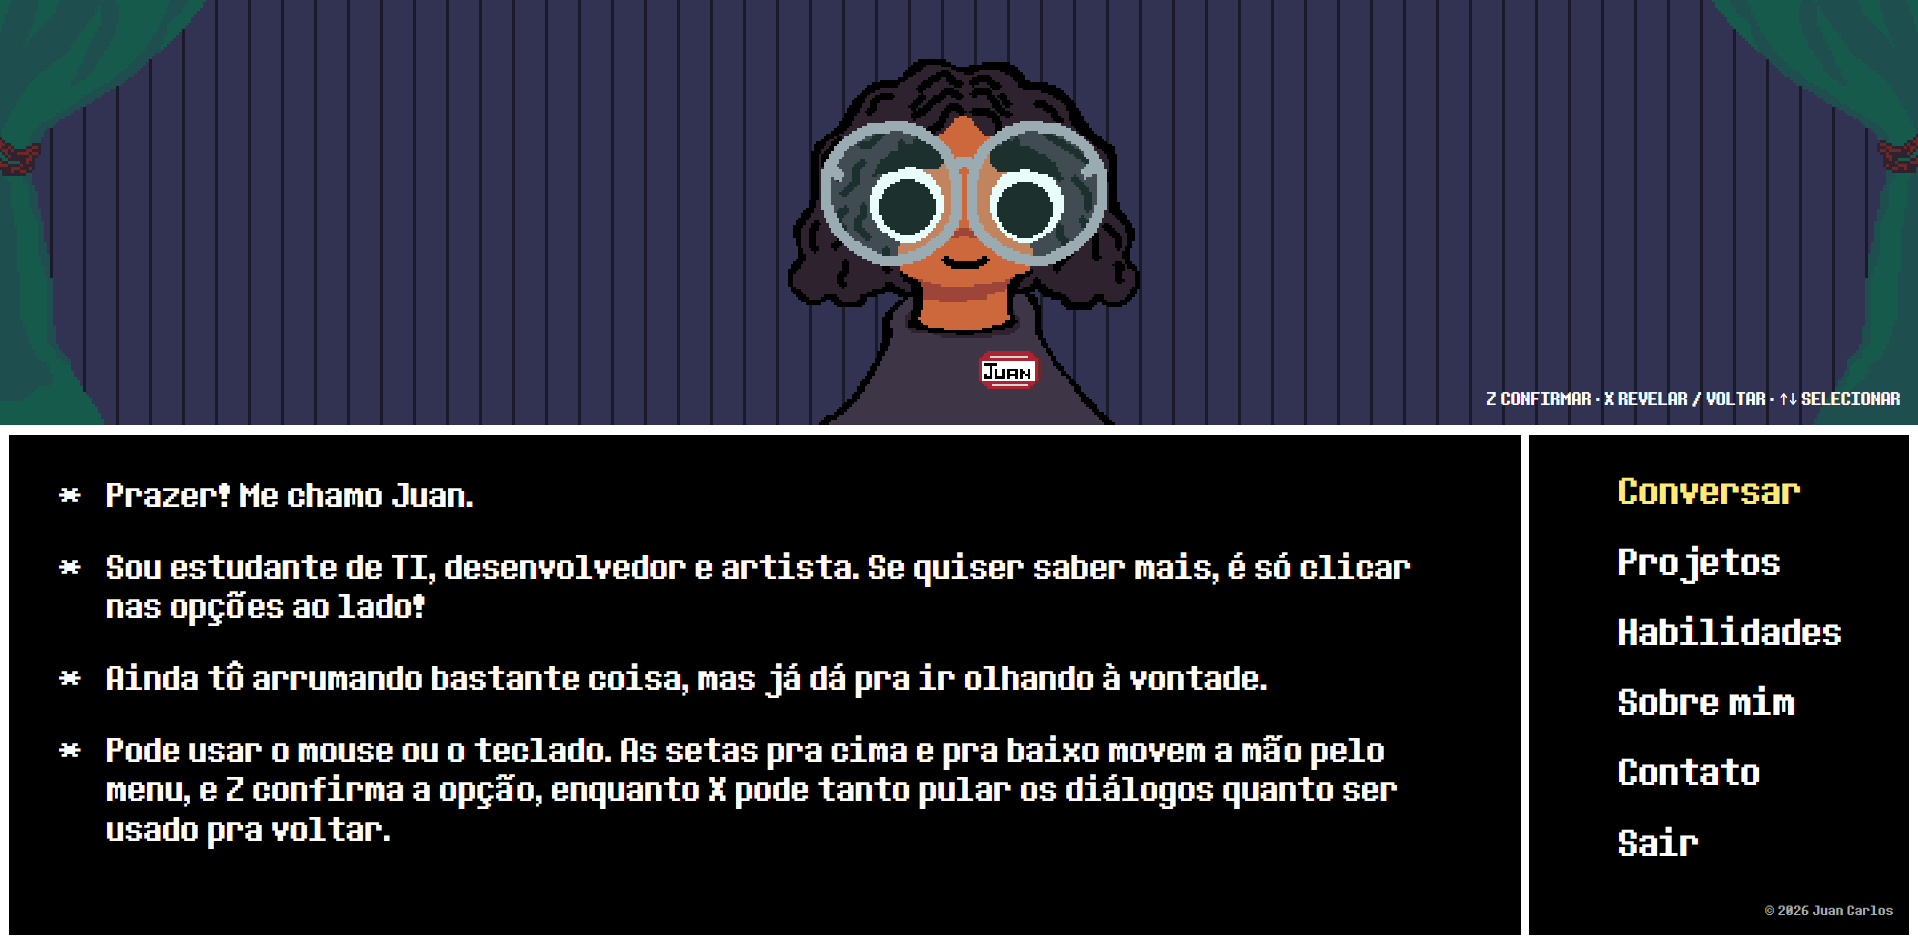 Juan
Z CONFIRMAR · X REVELAR / VOLTAR · ↑↓ SELECIONAR
* Prazer! Me chamo Juan.
* Sou estudante de TI, desenvolvedor e artista. Se quiser saber mais, é só clicar
nas opções ao lado!
* Ainda tô arrumando bastante coisa, mas já dá pra ir olhando à vontade.
* Pode usar o mouse ou o teclado. As setas pra cima e pra baixo movem a mão pelo
menu, e Z confirma a opção, enquanto X pode tanto pular os diálogos quanto ser
usado pra voltar.
Conversar
Projetos
Habilidades
Sobre mim
Contato
Sair
© 2026 Juan Carlos